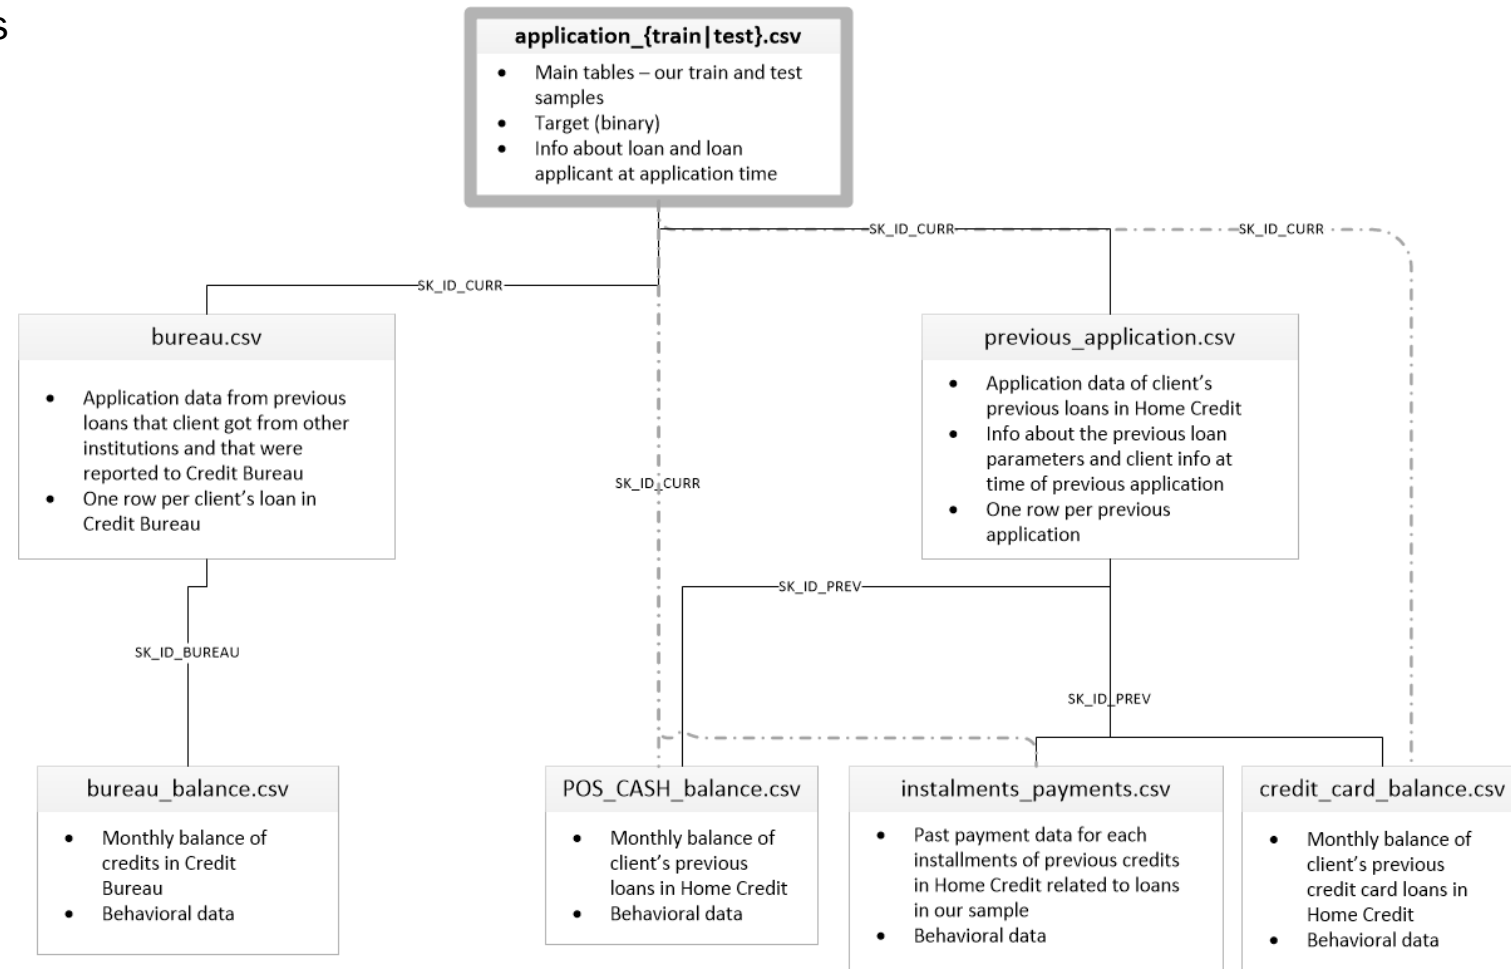 s
application_{train|test}.csv
• Main tables – our train and test
samples
• Target (binary)
• Info about loan and loan
applicant at application time
SK_ID_CURR
SK_ID_CURR
SK_ID_CURR
bureau.csv
• Application data from previous
loans that client got from other
institutions and that were
reported to Credit Bureau
• One row per client’s loan in
Credit Bureau
previous_application.csv
• Application data of client’s
previous loans in Home Credit
• Info about the previous loan
parameters and client info at
time of previous application
• One row per previous
application
SK_ID_CURR
SK_ID_PREV
SK_ID_BUREAU
SK_ID_PREV
bureau_balance.csv
• Monthly balance of
credits in Credit
Bureau
• Behavioral data
POS_CASH_balance.csv
• Monthly balance of
client’s previous
loans in Home Credit
• Behavioral data
instalments_payments.csv
• Past payment data for each
installments of previous credits
in Home Credit related to loans
in our sample
• Behavioral data
credit_card_balance.csv
• Monthly balance of
client’s previous
credit card loans in
Home Credit
• Behavioral data